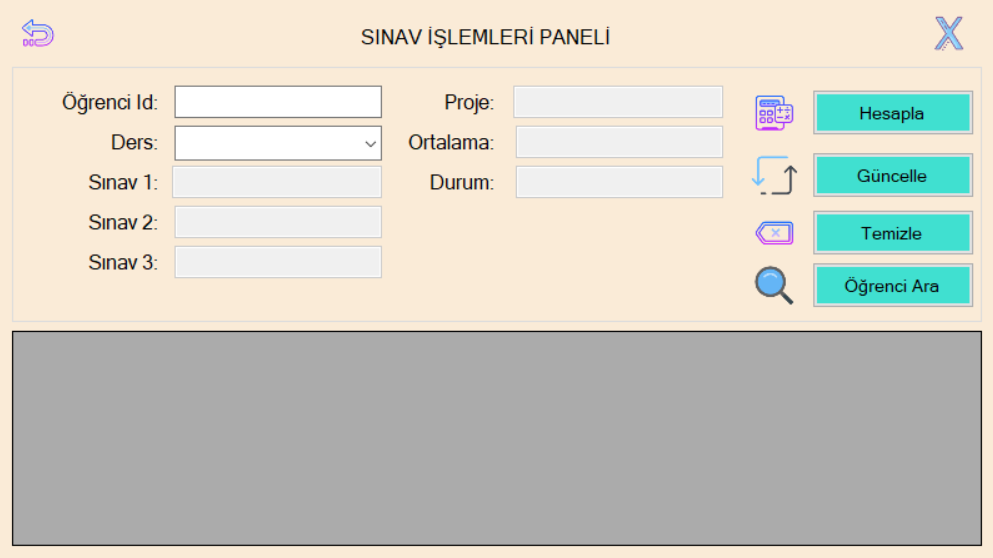 SINAV İŞLEMLERİ PANELİ
Öğrenci Id:
Ders:
Sınav 1:
Sınav 2:
Sınav 3:
Proje:
Ortalama:
Durum:
Hesapla
Güncelle
Temizle
Öğrenci Ara